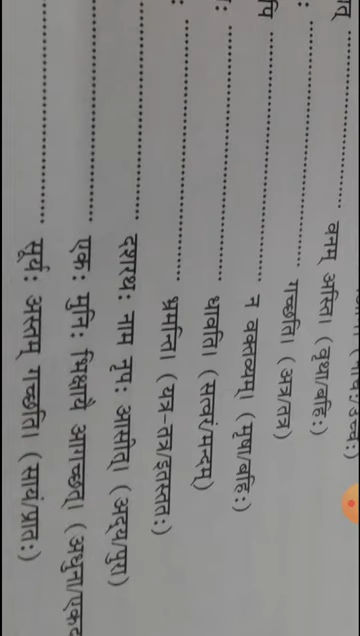 वनम् अस्ति। (वृथा/बहिः)
गच्छति। (अत्र/तत्र)
न वक्तव्यम्। (मृषा/बहिः)
धावति। (सत्वरं/मन्दम्)
भ्रमन्ति। (यत्र-तत्र/इतस्ततः)
दशरथः नाम नृपः आसीत्। (अद्य/पुरा)
एकः मुनिः भिक्षायै आगच्छत्। (अधुना/एकद
सूर्यः अस्तम् गच्छति। (सायं/प्रातः)